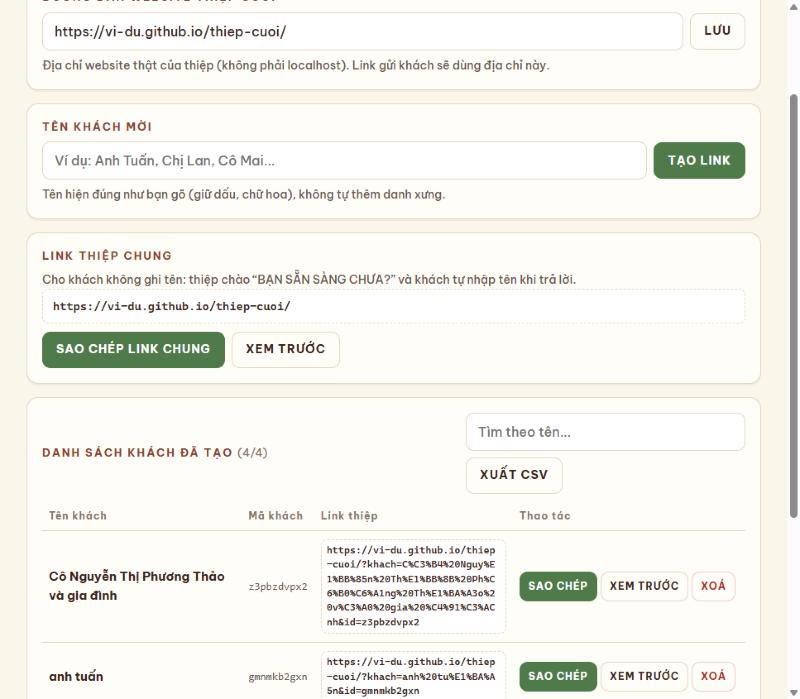 https://vi-du.github.io/thiep-cuoi/
LƯU
Địa chỉ website thật của thiệp (không phải localhost). Link gửi khách sẽ dùng địa chỉ này.
TÊN KHÁCH MỜI
Ví dụ: Anh Tuấn, Chị Lan, Cô Mai...
TẠO LINK
Tên hiện đúng như bạn gõ (giữ dấu, chữ hoa), không tự thêm danh xưng.
LINK THIỆP CHUNG
Cho khách không ghi tên: thiệp chào “BẠN SẴN SÀNG CHƯA?” và khách tự nhập tên khi trả lời.
https://vi-du.github.io/thiep-cuoi/
SAO CHÉP LINK CHUNG
XEM TRƯỚC
DANH SÁCH KHÁCH ĐÃ TẠO (4/4)
Tìm theo tên...
XUẤT CSV
Tên khách
Mã khách
Link thiệp
Thao tác
Cô Nguyễn Thị Phương Thảo
và gia đình
z3pbzdvpx2
https://vi-du.github.io/thiep
-cuoi/?khach=C%C3%B4%20Nguy%E
1%BB%85n%20Th%E1%BB%8B%20Ph%C
6%B0%C6%A1ng%20Th%E1%BA%A3o%2
0v%C3%A0%20gia%20%C4%91%C3%AC
nh&id=z3pbzdvpx2
SAO CHÉP
XEM TRƯỚC
XOÁ
anh tuấn
gmnmkb2gxn
https://vi-du.github.io/thiep
-cuoi/?khach=anh%20tu%E1%BA%A
5n&id=gmnmkb2gxn
SAO CHÉP
XEM TRƯỚC
XOÁ